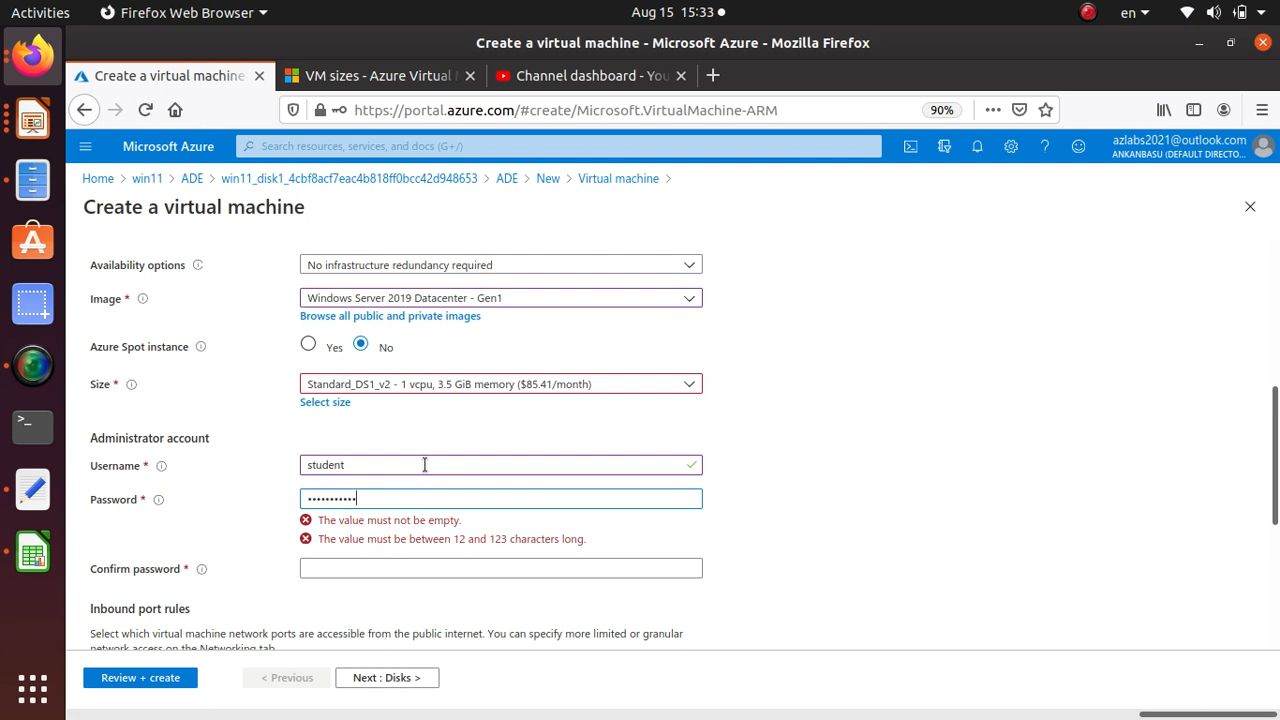 Activities
Firefox Web Browser
Aug 15 15:33
en
Create a virtual machine - Microsoft Azure - Mozilla Firefox
Create a virtual machine
VM sizes - Azure Virtual M
Channel dashboard - You
https://portal.azure.com/#create/Microsoft.VirtualMachine-ARM
90%
Microsoft Azure
Search resources, services, and docs (G+/)
azlabs2021@outlook.com
ANKANBASU (DEFAULT DIRECTO...
Home > win11 > ADE > win11_disk1_4cbf8acf7eac4b818ff0bcc42d948653 > ADE > New > Virtual machine >
Create a virtual machine
Availability options
No infrastructure redundancy required
Image *
Windows Server 2019 Datacenter - Gen1
Browse all public and private images
Azure Spot instance
Yes
No
Size *
Standard_DS1_v2 - 1 vcpu, 3.5 GiB memory ($85.41/month)
Select size
Administrator account
Username *
student
Password *
•••••••••••
The value must not be empty.
The value must be between 12 and 123 characters long.
Confirm password *
Inbound port rules
Select which virtual machine network ports are accessible from the public internet. You can specify more limited or granular
network access on the Networking tab.
Review + create
< Previous
Next : Disks >